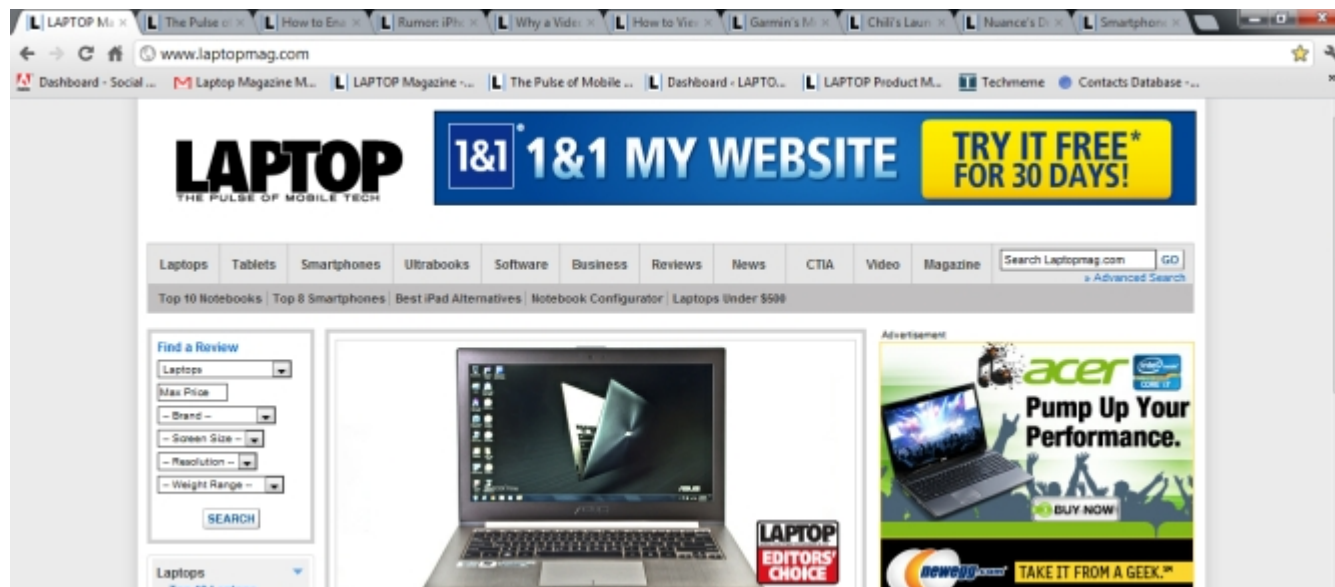 LAPTOP Ma
The Pulse of
How to Ena
Rumor: iPh
Why a Vide
How to View
Garmin's M
Chili's Laun
Nuance's Dr
Smartphone
www.laptopmag.com
Dashboard - Social ...
Laptop Magazine M...
LAPTOP Magazine -...
The Pulse of Mobile ...
Dashboard ‹ LAPTO...
LAPTOP Product M...
Techmeme
Contacts Database -...
LAPTOP
THE PULSE OF MOBILE TECH
1&1 1&1 MY WEBSITE
TRY IT FREE*
FOR 30 DAYS!
Laptops Tablets Smartphones Ultrabooks Software Business Reviews News CTIA Video Magazine
Search Laptopmag.com GO
» Advanced Search
Top 10 Notebooks | Top 8 Smartphones | Best iPad Alternatives | Notebook Configurator | Laptops Under $500
Find a Review
Laptops
Max Price
-- Brand --
-- Screen Size --
-- Resolution --
-- Weight Range --
SEARCH
Laptops
LAPTOP
EDITORS'
CHOICE
Advertisement
acer
CORE i7
Pump Up Your
Performance.
BUY NOW
newegg.com
TAKE IT FROM A GEEK.℠